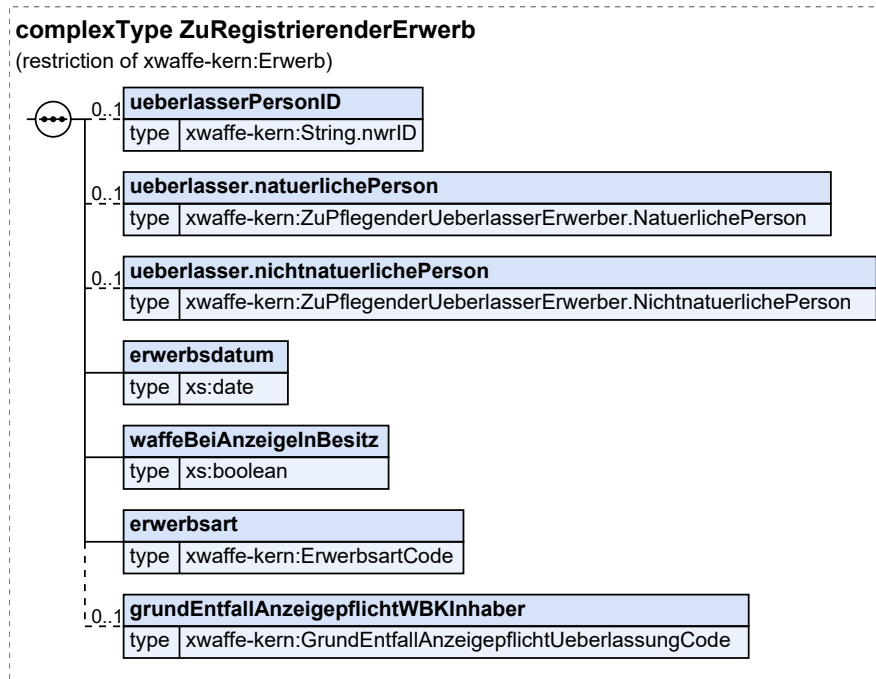 complexType ZuRegistrierenderErwerb
(restriction of xwaffe-kern:Erwerb)
0..1 ueberlasserPersonID
type xwaffe-kern:String.nwrID
0..1 ueberlasser.natuerlichePerson
type xwaffe-kern:ZuPflegenderUeberlasserErwerber.NatuerlichePerson
0..1 ueberlasser.nichtnatuerlichePerson
type xwaffe-kern:ZuPflegenderUeberlasserErwerber.NichtnatuerlichePerson
erwerbsdatum
type xs:date
waffeBeiAnzeigeInBesitz
type xs:boolean
erwerbsart
type xwaffe-kern:ErwerbsartCode
0..1 grundEntfallAnzeigepflichtWBKInhaber
type xwaffe-kern:GrundEntfallAnzeigepflichtUeberlassungCode